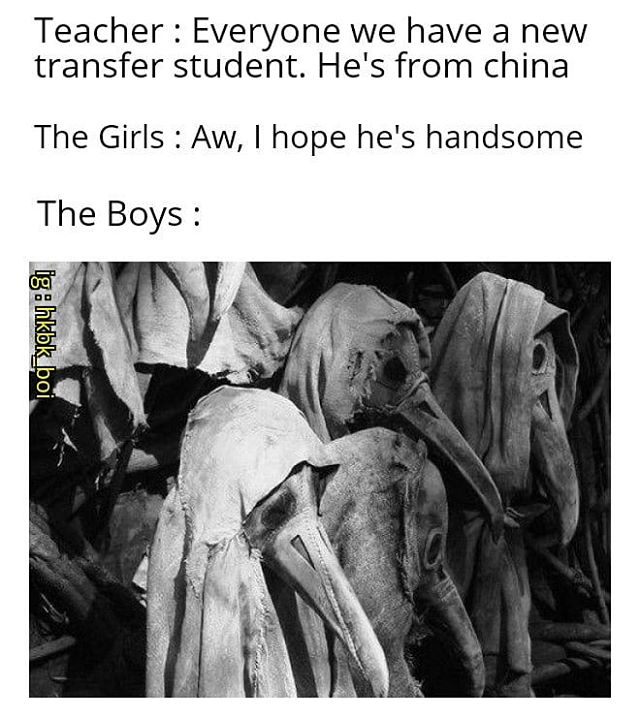 Teacher : Everyone we have a new
transfer student. He's from china
The Girls : Aw, I hope he's handsome
The Boys :
ig : hkbk_boi